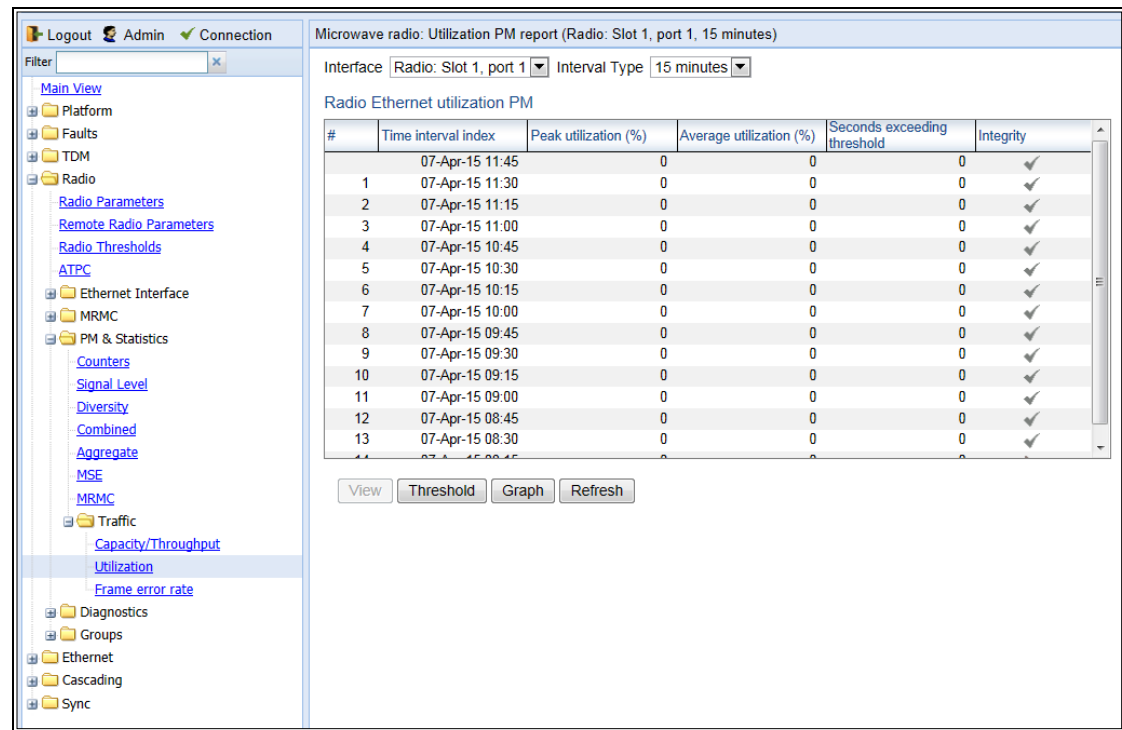 Logout Admin Connection
Filter
Main View
Platform
Faults
TDM
Radio
Radio Parameters
Remote Radio Parameters
Radio Thresholds
ATPC
Ethernet Interface
MRMC
PM & Statistics
Counters
Signal Level
Diversity
Combined
Aggregate
MSE
MRMC
Traffic
Capacity/Throughput
Utilization
Frame error rate
Diagnostics
Groups
Ethernet
Cascading
Sync
Microwave radio: Utilization PM report (Radio: Slot 1, port 1, 15 minutes)
Interface Radio: Slot 1, port 1 Interval Type 15 minutes
Radio Ethernet utilization PM
# Time interval index Peak utilization (%) Average utilization (%) Seconds exceeding threshold Integrity
07-Apr-15 11:45 0 0 0
1 07-Apr-15 11:30 0 0 0
2 07-Apr-15 11:15 0 0 0
3 07-Apr-15 11:00 0 0 0
4 07-Apr-15 10:45 0 0 0
5 07-Apr-15 10:30 0 0 0
6 07-Apr-15 10:15 0 0 0
7 07-Apr-15 10:00 0 0 0
8 07-Apr-15 09:45 0 0 0
9 07-Apr-15 09:30 0 0 0
10 07-Apr-15 09:15 0 0 0
11 07-Apr-15 09:00 0 0 0
12 07-Apr-15 08:45 0 0 0
13 07-Apr-15 08:30 0 0 0
View Threshold Graph Refresh